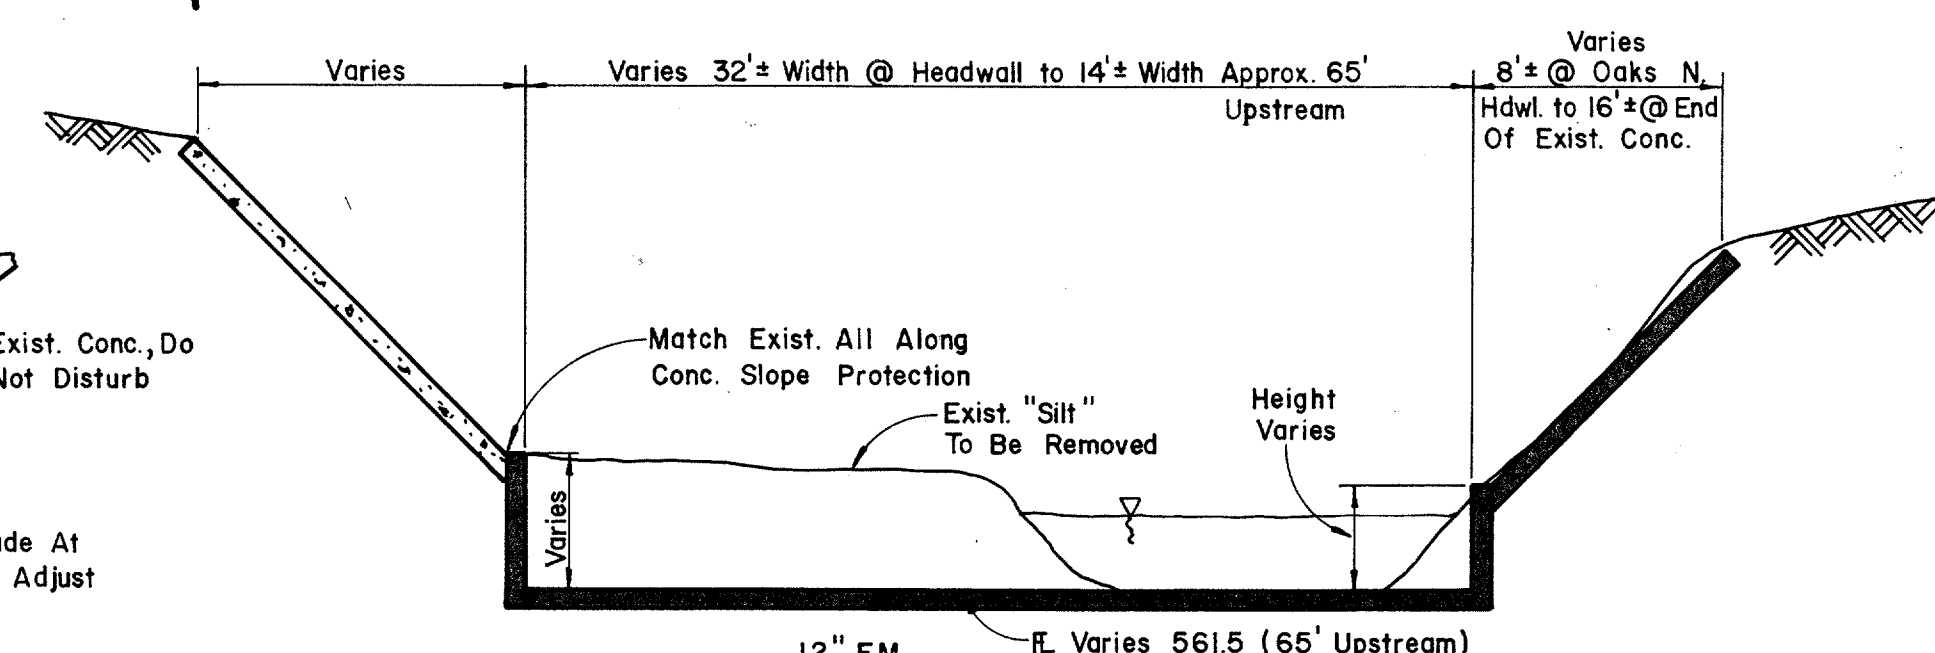 Varies
Varies 32'± Width @ Headwall to 14'± Width Approx. 65'
Upstream
Varies
8'± @ Oaks N.
Hdwl. to 16'± @ End
Of Exist. Conc.
Exist. Conc., Do
Not Disturb
Match Exist. All Along
Conc. Slope Protection
Exist. "Silt"
To Be Removed
Height
Varies
Varies
At
Adjust
12"
FL Varies 561.5 (65' Upstream)